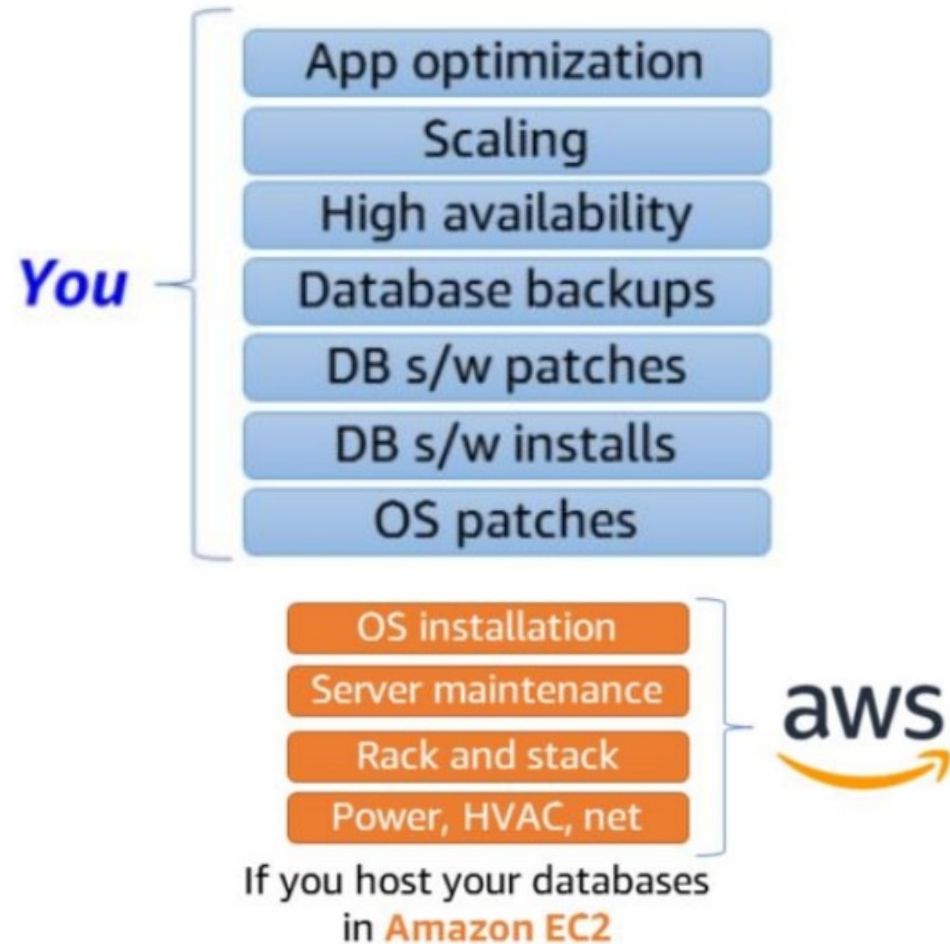 App optimization
Scaling
High availability
You
Database backups
DB s/w patches
DB s/w installs
OS patches
OS installation
Server maintenance
aws
Rack and stack
Power, HVAC, net
If you host your databases
in Amazon EC2